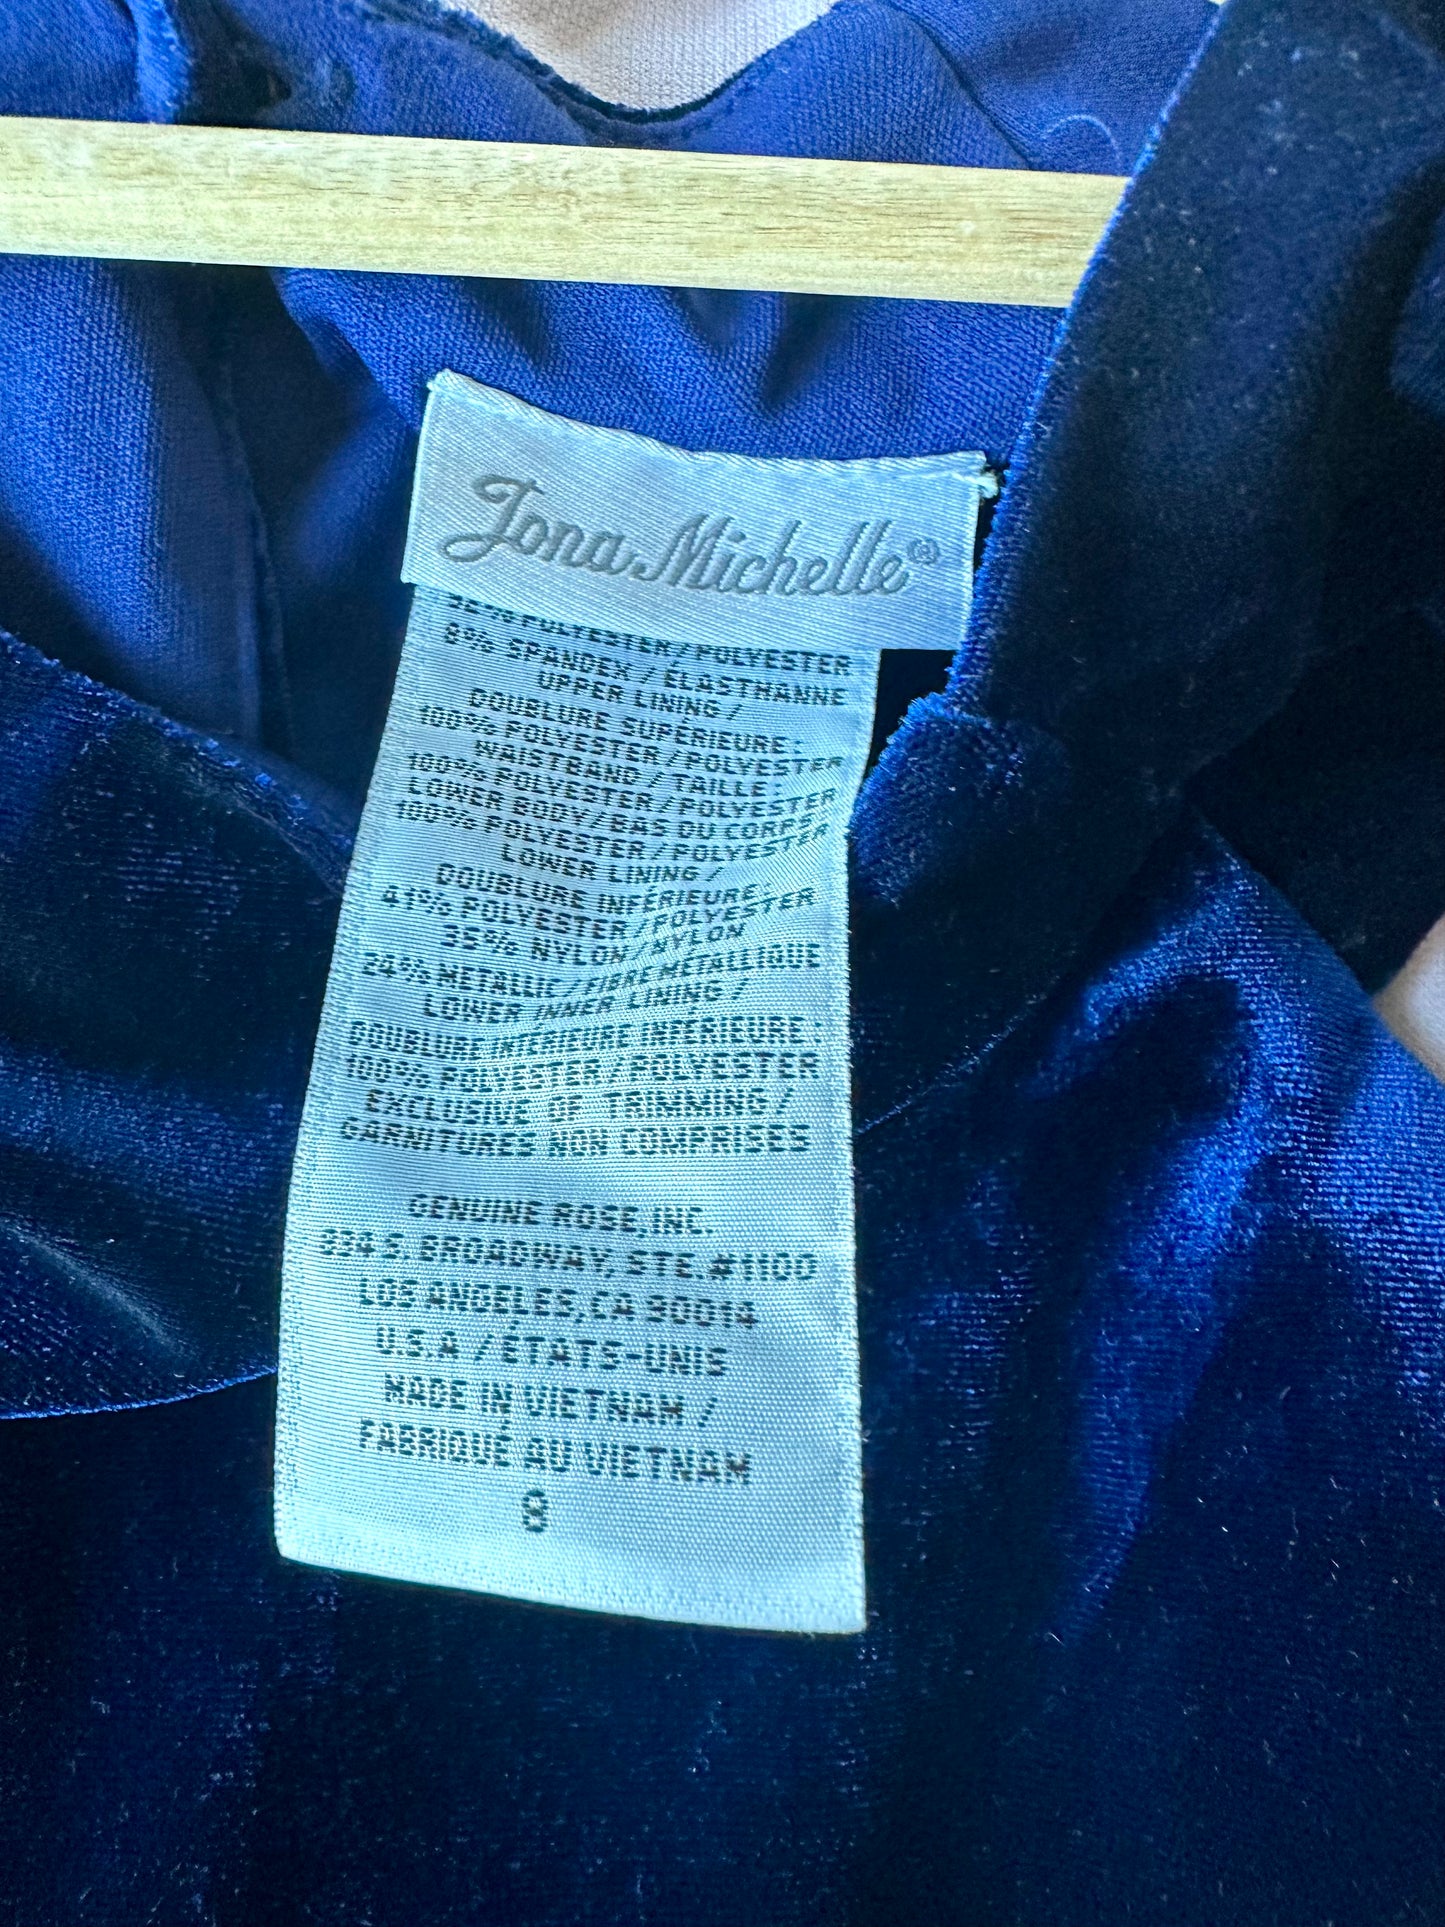 Jona Michelle®
92% POLYESTER / POLYESTER
8% SPANDEX / ÉLASTHANNE
UPPER LINING /
DOUBLURE SUPÉRIEURE:
100% POLYESTER / POLYESTER
WAISTBAND / TAILLE:
100% POLYESTER / POLYESTER
LOWER BODY / BAS DU CORPS
100% POLYESTER / POLYESTER
LOWER LINING /
DOUBLURE INFÉRIEURE:
41% POLYESTER / POLYESTER
35% NYLON / NYLON
24% METALLIC / FIBRE MÉTALLIQUE
LOWER INNER LINING /
DOUBLURE INTÉRIEURE INFÉRIEURE:
100% POLYESTER / POLYESTER
EXCLUSIVE OF TRIMMING /
GARNITURES NON COMPRISES
GENUINE ROSE, INC.
834 S. BROADWAY, STE. #1100
LOS ANGELES, CA 90014
U.S.A / ÉTATS-UNIS
MADE IN VIETNAM /
FABRIQUÉ AU VIETNAM
8